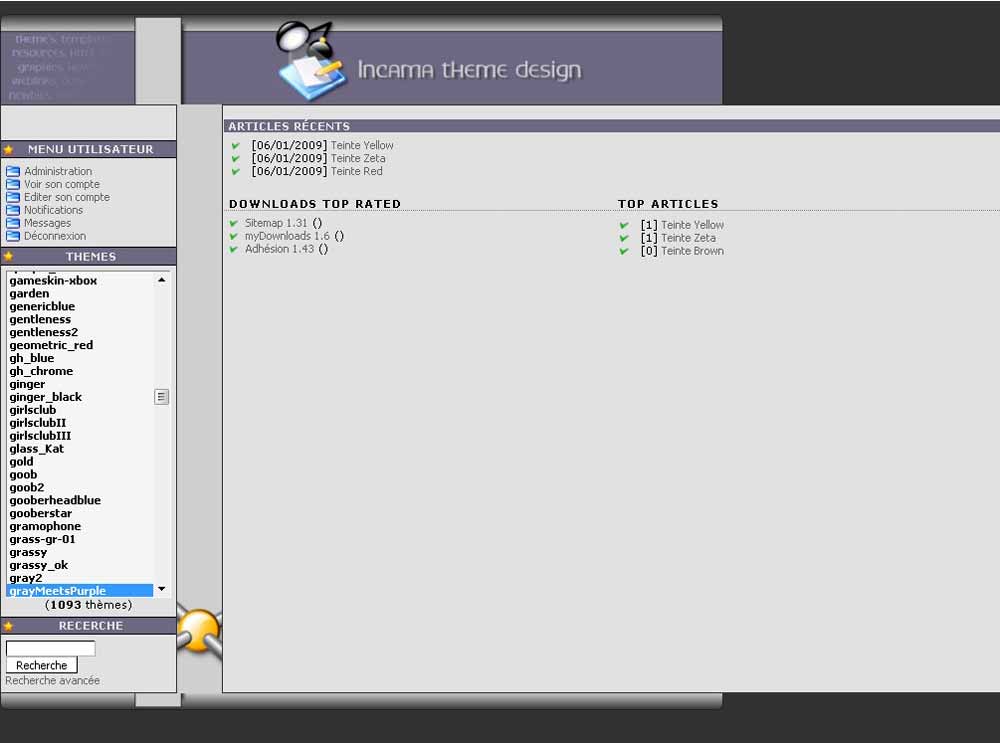 theme's, templat
resources, html
graphics, how
weblinks,
newbies,
Incama theme design
MENU UTILISATEUR
Administration
Voir son compte
Editer son compte
Notifications
Messages
Déconnexion
THEMES
gameskin-xbox
garden
genericblue
gentleness
gentleness2
geometric_red
gh_blue
gh_chrome
ginger
ginger_black
girlsclub
girlsclubII
girlsclubIII
glass_Kat
gold
goob
goob2
gooberheadblue
gooberstar
gramophone
grass-gr-01
grassy
grassy_ok
gray2
grayMeetsPurple
(1093 thèmes)
RECERCHE
Recherche
Recherche avancée
ARTICLES RÉCENTS
[06/01/2009] Teinte Yellow
[06/01/2009] Teinte Zeta
[06/01/2009] Teinte Red
DOWNLOADS TOP RATED
Sitemap 1.31 ()
myDownloads 1.6 ()
Adhésion 1.43 ()
TOP ARTICLES
[1] Teinte Yellow
[1] Teinte Zeta
[0] Teinte Brown